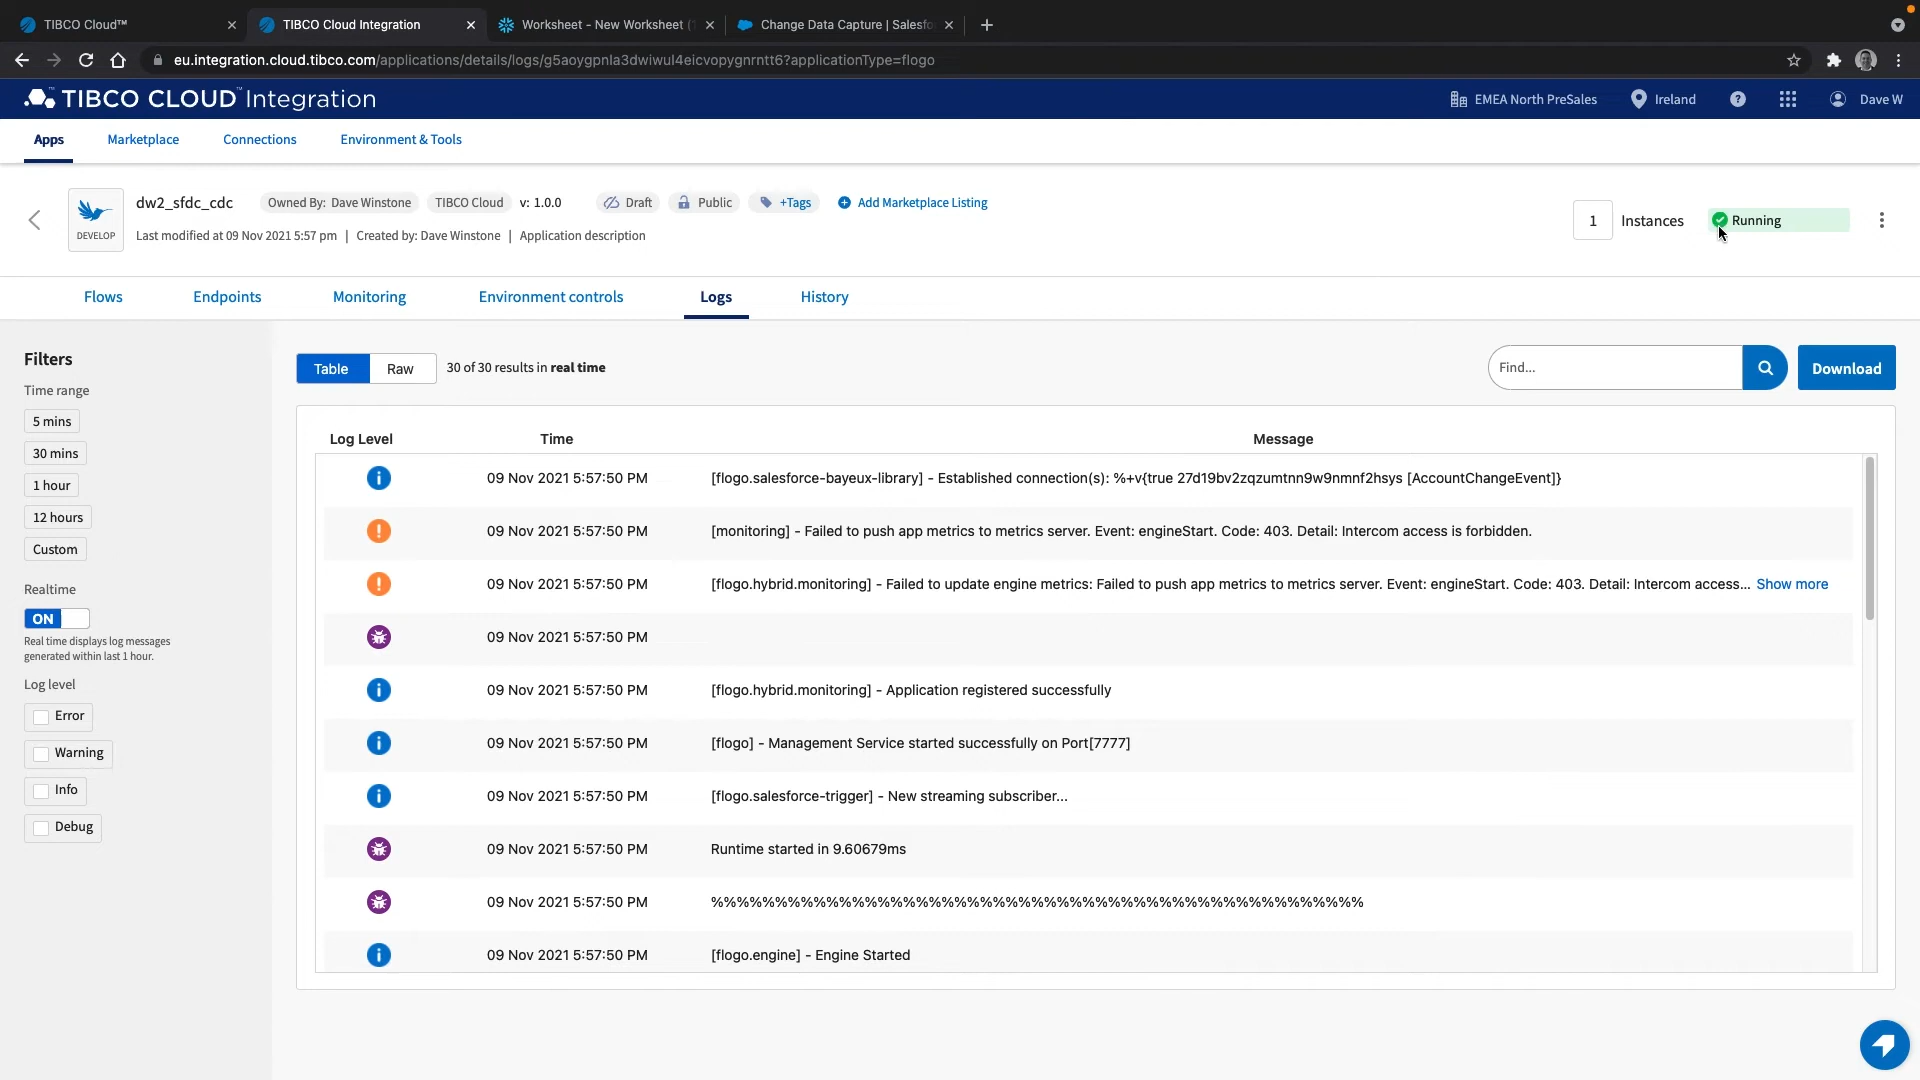 TIBCO Cloud™
TIBCO Cloud Integration
Worksheet - New Worksheet (
Change Data Capture | Salesfo
eu.integration.cloud.tibco.com/applications/details/logs/g5aoygpnla3dwiwul4eicvopygnrntt6?applicationType=flogo
TIBCO CLOUD™ Integration
EMEA North PreSales
Ireland
?
Dave W
Apps
Marketplace
Connections
Environment & Tools
DEVELOP
dw2_sfdc_cdc
Owned By: Dave Winstone
TIBCO Cloud
v: 1.0.0
Draft
Public
+Tags
Add Marketplace Listing
Last modified at 09 Nov 2021 5:57 pm | Created by: Dave Winstone | Application description
1 Instances
Running
Flows
Endpoints
Monitoring
Environment controls
Logs
History
Filters
Time range
5 mins
30 mins
1 hour
12 hours
Custom
Realtime
ON
Real time displays log messages
generated within last 1 hour.
Log level
Error
Warning
Info
Debug
Table
Raw
30 of 30 results in real time
Find...
Download
Log Level Time Message
09 Nov 2021 5:57:50 PM [flogo.salesforce-bayeux-library] - Established connection(s): %+v{true 27d19bv2zqzumtnn9w9nmnf2hsys [AccountChangeEvent]}
09 Nov 2021 5:57:50 PM [monitoring] - Failed to push app metrics to metrics server. Event: engineStart. Code: 403. Detail: Intercom access is forbidden.
09 Nov 2021 5:57:50 PM [flogo.hybrid.monitoring] - Failed to update engine metrics: Failed to push app metrics to metrics server. Event: engineStart. Code: 403. Detail: Intercom access... Show more
09 Nov 2021 5:57:50 PM
09 Nov 2021 5:57:50 PM [flogo.hybrid.monitoring] - Application registered successfully
09 Nov 2021 5:57:50 PM [flogo] - Management Service started successfully on Port[7777]
09 Nov 2021 5:57:50 PM [flogo.salesforce-trigger] - New streaming subscriber...
09 Nov 2021 5:57:50 PM Runtime started in 9.60679ms
09 Nov 2021 5:57:50 PM %%%%%%%%%%%%%%%%%%%%%%%%%%%%%%%%%%%%%%%%%%%%%%%%%%%
09 Nov 2021 5:57:50 PM [flogo.engine] - Engine Started